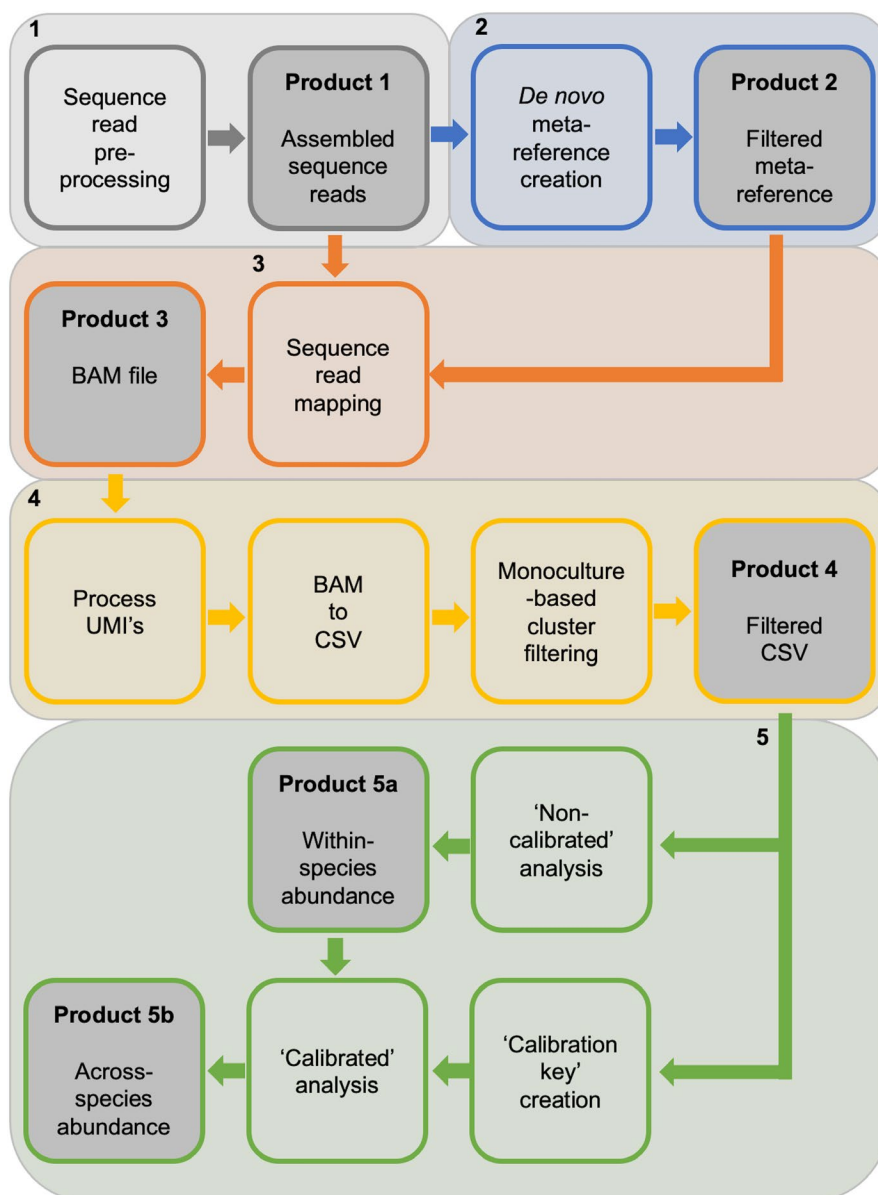 1
Sequence
read
pre-
processing
Product 1
Assembled
sequence
reads
2
De novo
meta-
reference
creation
Product 2
Filtered
meta-
reference
3
Product 3
BAM file
Sequence
read
mapping
4
Process
UMI's
BAM
to
CSV
Monoculture
-based
cluster
filtering
Product 4
Filtered
CSV
5
Product 5a
Within-
species
abundance
‘Non-
calibrated’
analysis
Product 5b
Across-
species
abundance
‘Calibrated’
analysis
‘Calibration
key’
creation